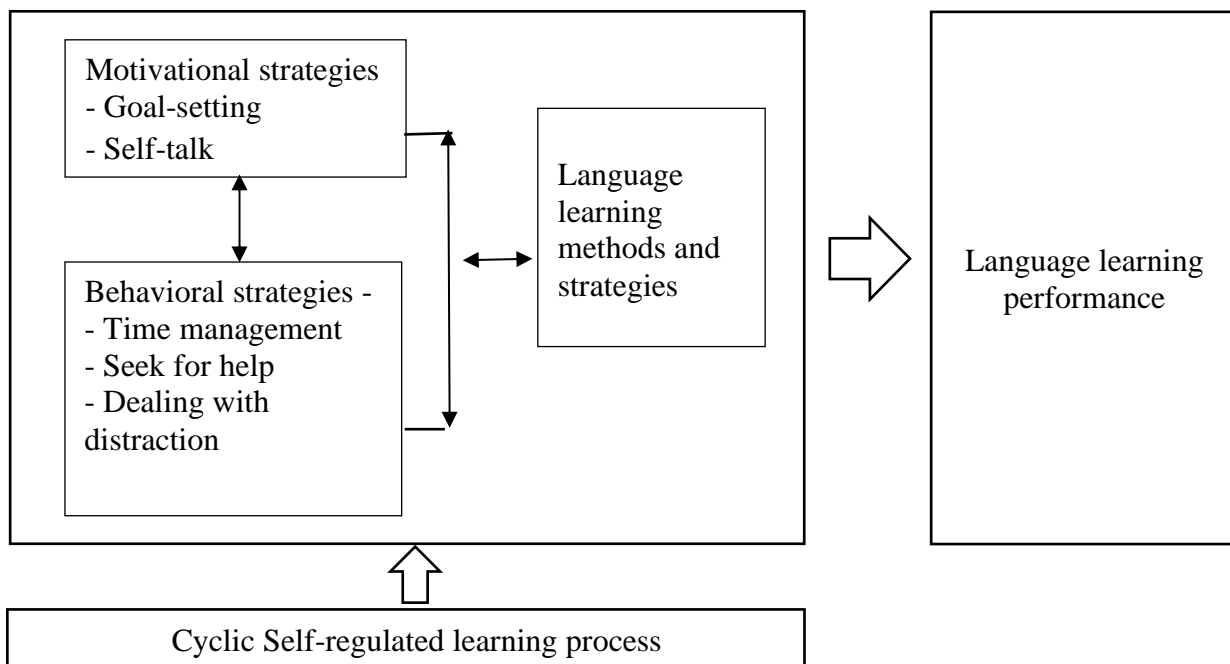 Motivational strategies
- Goal-setting
- Self-talk
Behavioral strategies -
- Time management
- Seek for help
- Dealing with
distraction
Language
learning
methods and
strategies
Language learning
performance
Cyclic Self-regulated learning process